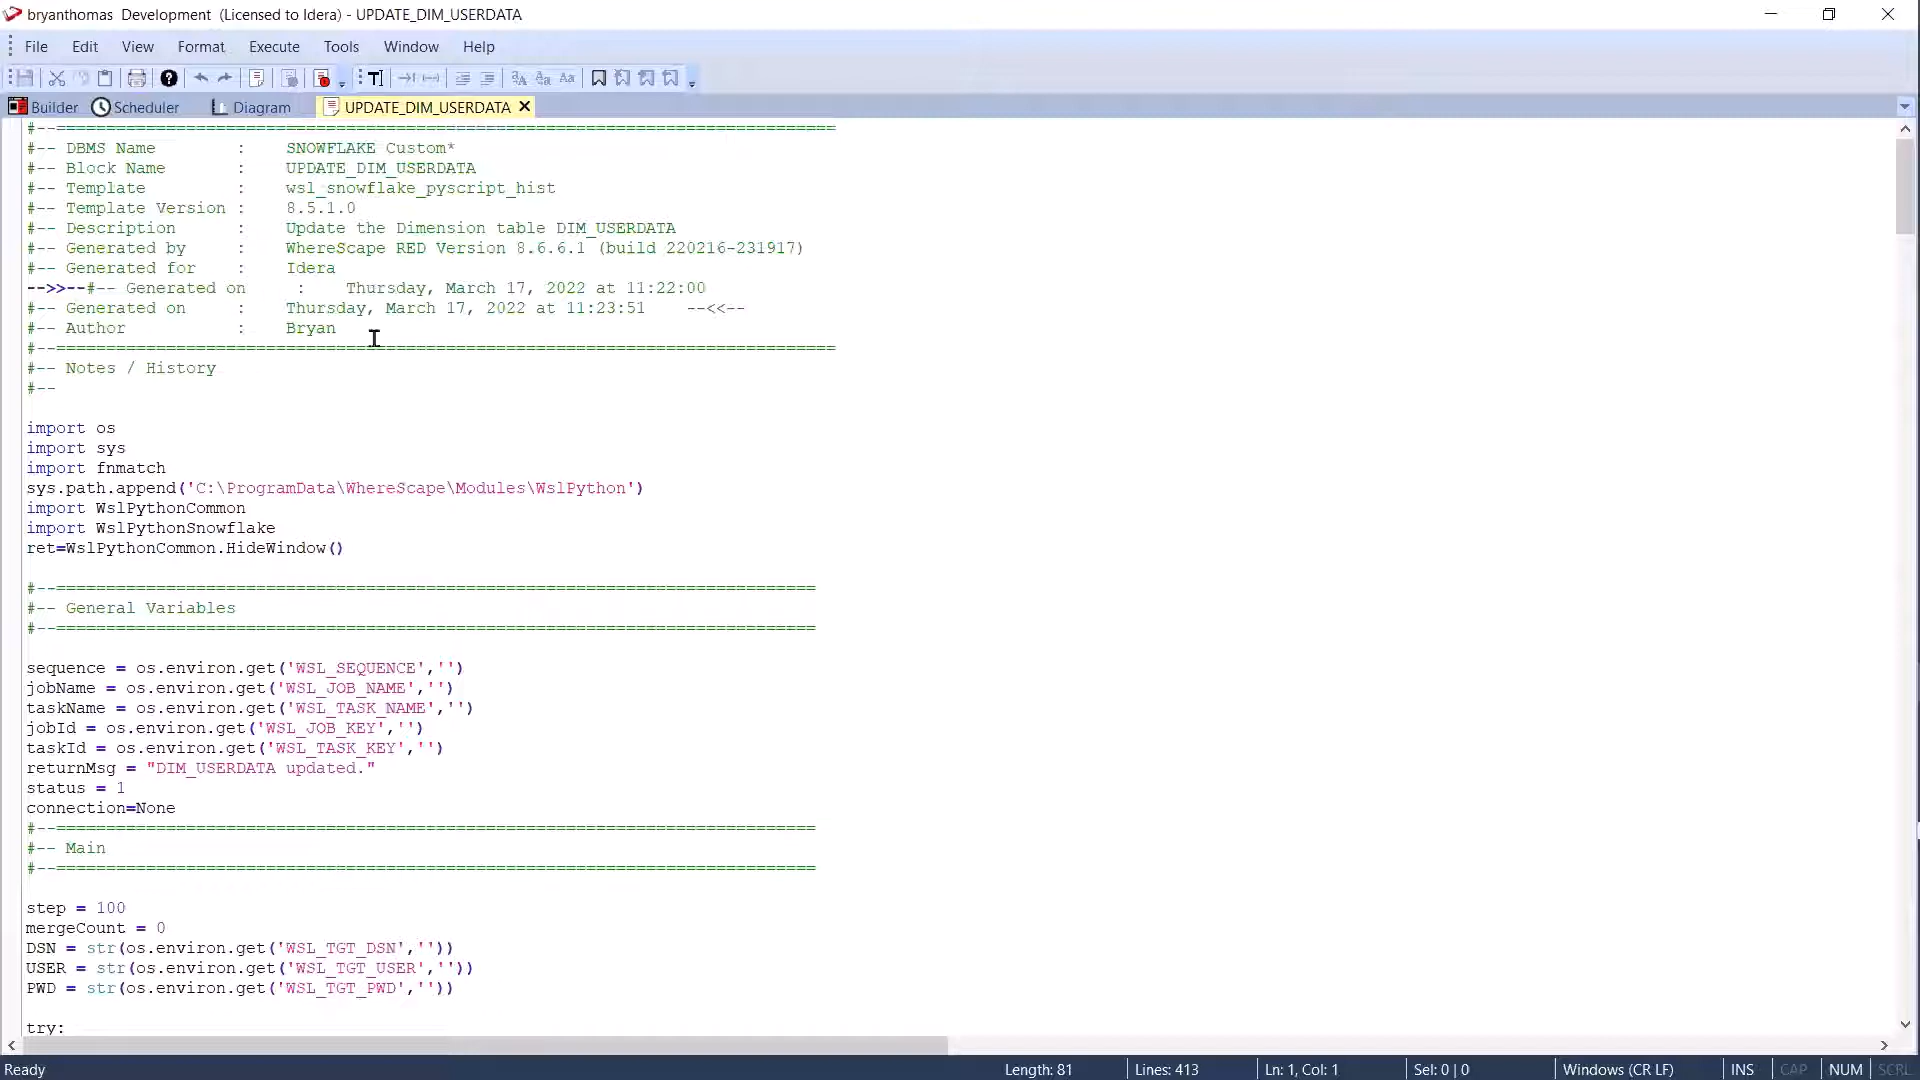 bryanthomas Development (Licensed to Idera) - UPDATE_DIM_USERDATA
File Edit View Format Execute Tools Window Help
Builder Scheduler Diagram UPDATE_DIM_USERDATA
#--==============================================================================
#-- DBMS Name        :    SNOWFLAKE Custom*
#-- Block Name       :    UPDATE_DIM_USERDATA
#-- Template         :    wsl_snowflake_pyscript_hist
#-- Template Version :    8.5.1.0
#-- Description      :    Update the Dimension table DIM_USERDATA
#-- Generated by     :    WhereScape RED Version 8.6.6.1 (build 220216-231917)
#-- Generated for    :    Idera
-->>--#-- Generated on     :    Thursday, March 17, 2022 at 11:22:00
#-- Generated on     :    Thursday, March 17, 2022 at 11:23:51    --<<--
#-- Author           :    Bryan
#--==============================================================================
#-- Notes / History
#--
import os
import sys
import fnmatch
sys.path.append('C:\ProgramData\WhereScape\Modules\WslPython')
import WslPythonCommon
import WslPythonSnowflake
ret=WslPythonCommon.HideWindow()
#--============================================================================
#-- General Variables
#--============================================================================
sequence = os.environ.get('WSL_SEQUENCE','')
jobName = os.environ.get('WSL_JOB_NAME','')
taskName = os.environ.get('WSL_TASK_NAME','')
jobId = os.environ.get('WSL_JOB_KEY','')
taskId = os.environ.get('WSL_TASK_KEY','')
returnMsg = "DIM_USERDATA updated."
status = 1
connection=None
#--============================================================================
#-- Main
#--============================================================================
step = 100
mergeCount = 0
DSN = str(os.environ.get('WSL_TGT_DSN',''))
USER = str(os.environ.get('WSL_TGT_USER',''))
PWD = str(os.environ.get('WSL_TGT_PWD',''))
try:
Ready Length: 81 Lines: 413 Ln: 1, Col: 1 Sel: 0 | 0 Windows (CR LF) INS CAP NUM SCRL